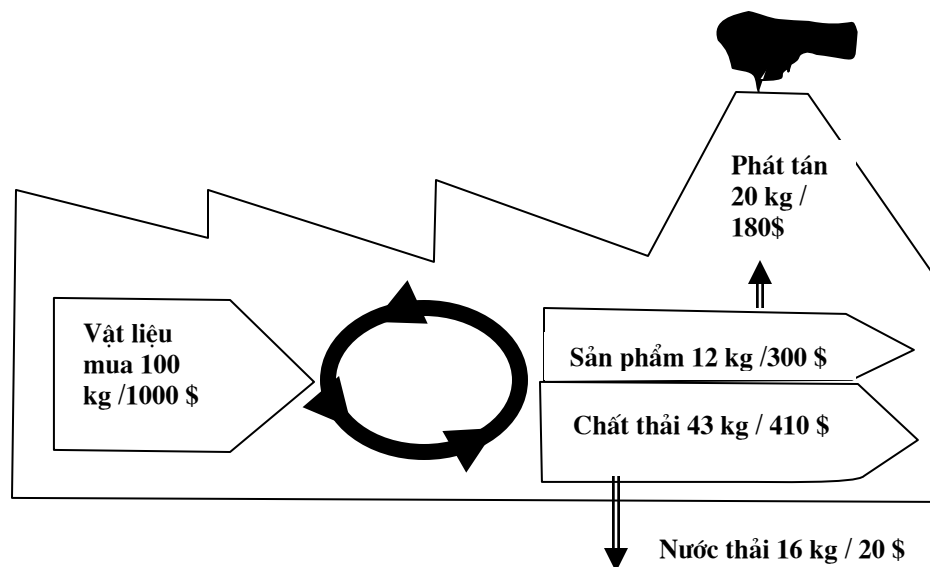 Phát tán
20 kg /
180$
Vật liệu
mua 100
kg /1000 $
Sản phẩm 12 kg /300 $
Chất thải 43 kg / 410 $
Nước thải 16 kg / 20 $